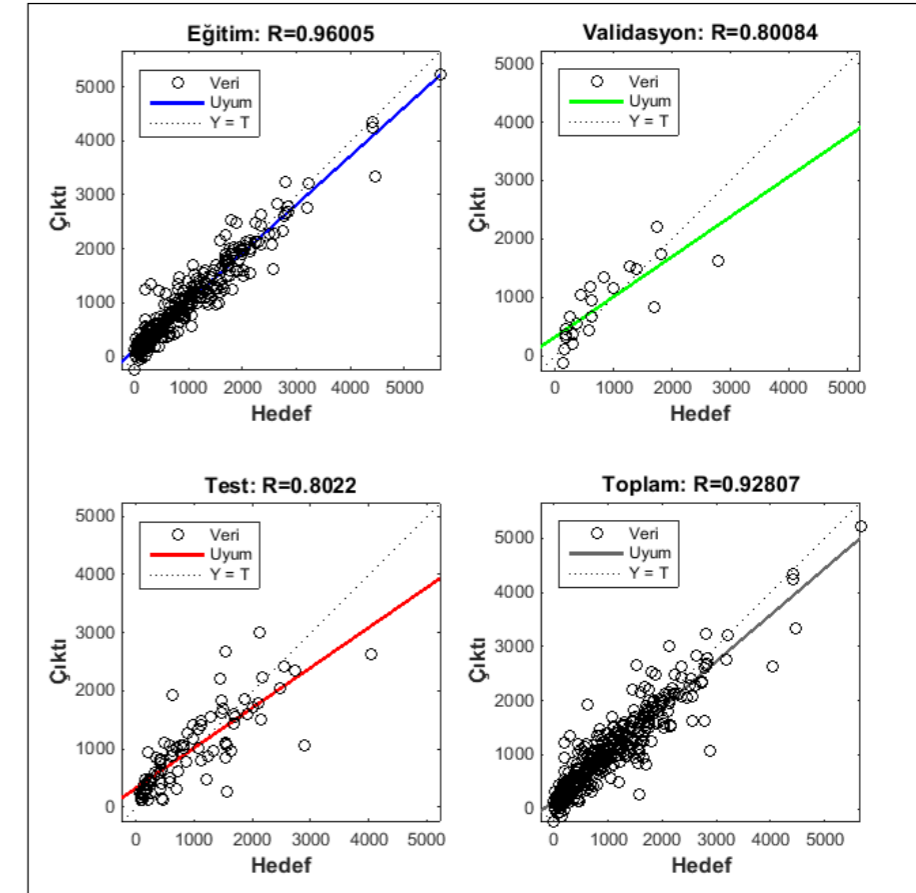 Eğitim: R=0.96005
Veri
Uyum
Y = T
5000
4000
3000
2000
1000
0
Çıktı
0 1000 2000 3000 4000 5000
Hedef
Validasyon: R=0.80084
Veri
Uyum
Y = T
5000
4000
3000
2000
1000
0
Çıktı
0 1000 2000 3000 4000 5000
Hedef
Test: R=0.8022
Veri
Uyum
Y = T
5000
4000
3000
2000
1000
0
Çıktı
0 1000 2000 3000 4000 5000
Hedef
Toplam: R=0.92807
Veri
Uyum
Y = T
5000
4000
3000
2000
1000
0
Çıktı
0 1000 2000 3000 4000 5000
Hedef